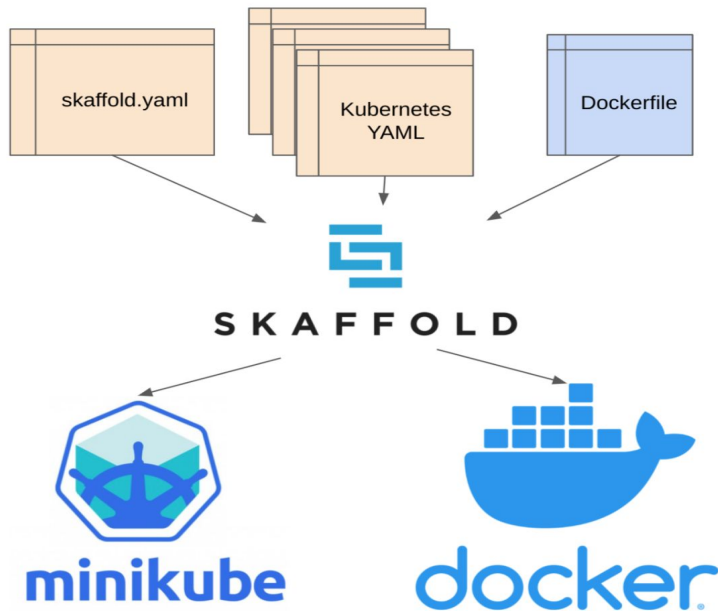 skaffold.yaml
Kubernetes
YAML
Dockerfile
SKAFFOLD
minikube
docker